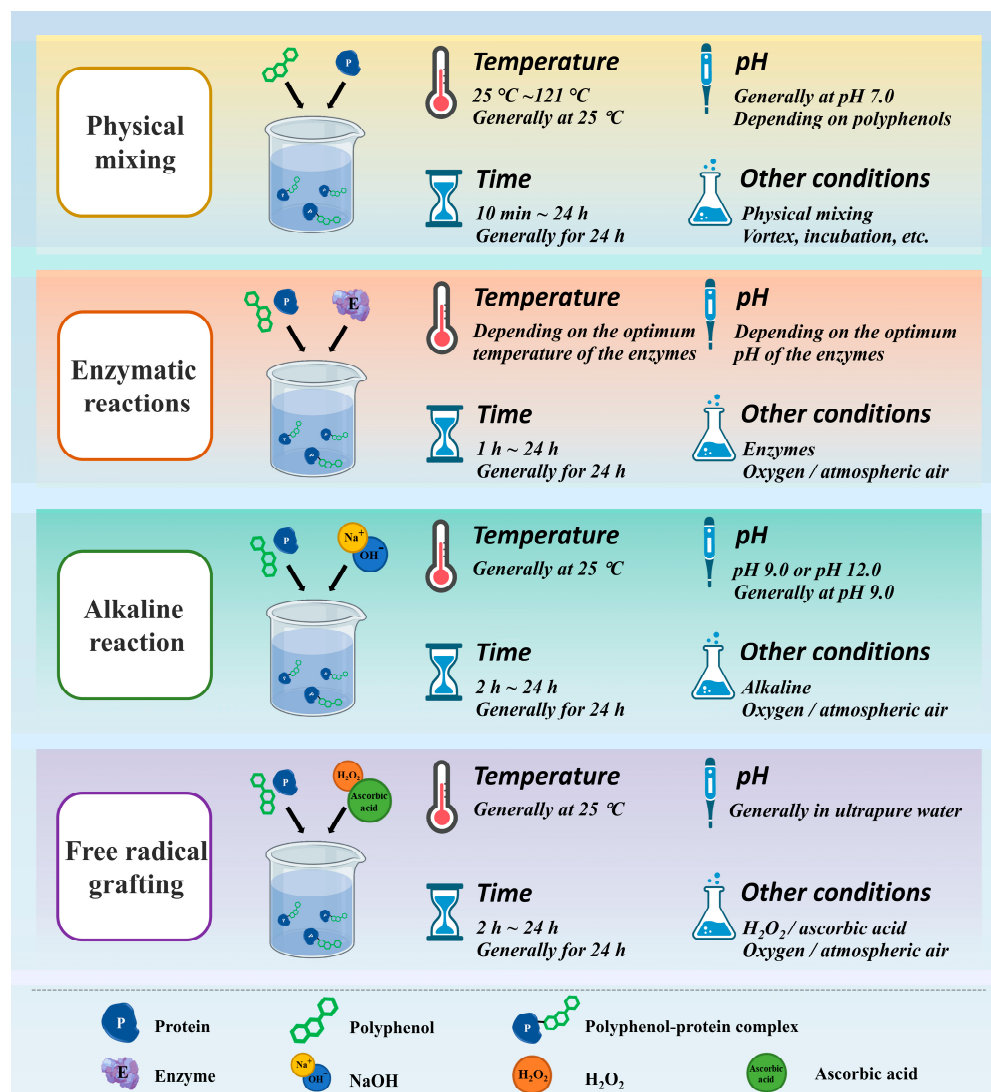 Physical
mixing
P
P
P
P
Temperature
25 ℃ ~121 ℃
Generally at 25 ℃
pH
Generally at pH 7.0
Depending on polyphenols
Time
10 min ~ 24 h
Generally for 24 h
Other conditions
Physical mixing
Vortex, incubation, etc.
Enzymatic
reactions
P
E
P
P
P
Temperature
Depending on the optimum
temperature of the enzymes
pH
Depending on the optimum
pH of the enzymes
Time
1 h ~ 24 h
Generally for 24 h
Other conditions
Enzymes
Oxygen / atmospheric air
Alkaline
reaction
P
Na+
OH-
P
P
P
Temperature
Generally at 25 ℃
pH
pH 9.0 or pH 12.0
Generally at pH 9.0
Time
2 h ~ 24 h
Generally for 24 h
Other conditions
Alkaline
Oxygen / atmospheric air
Free radical
grafting
P
H2O2
Ascorbic
acid
P
P
P
Temperature
Generally at 25 ℃
pH
Generally in ultrapure water
Time
2 h ~ 24 h
Generally for 24 h
Other conditions
H2O2 / ascorbic acid
Oxygen / atmospheric air
P Protein
Polyphenol
P Polyphenol-protein complex
E Enzyme
Na+
OH- NaOH
H2O2 H2O2
Ascorbic
acid Ascorbic acid